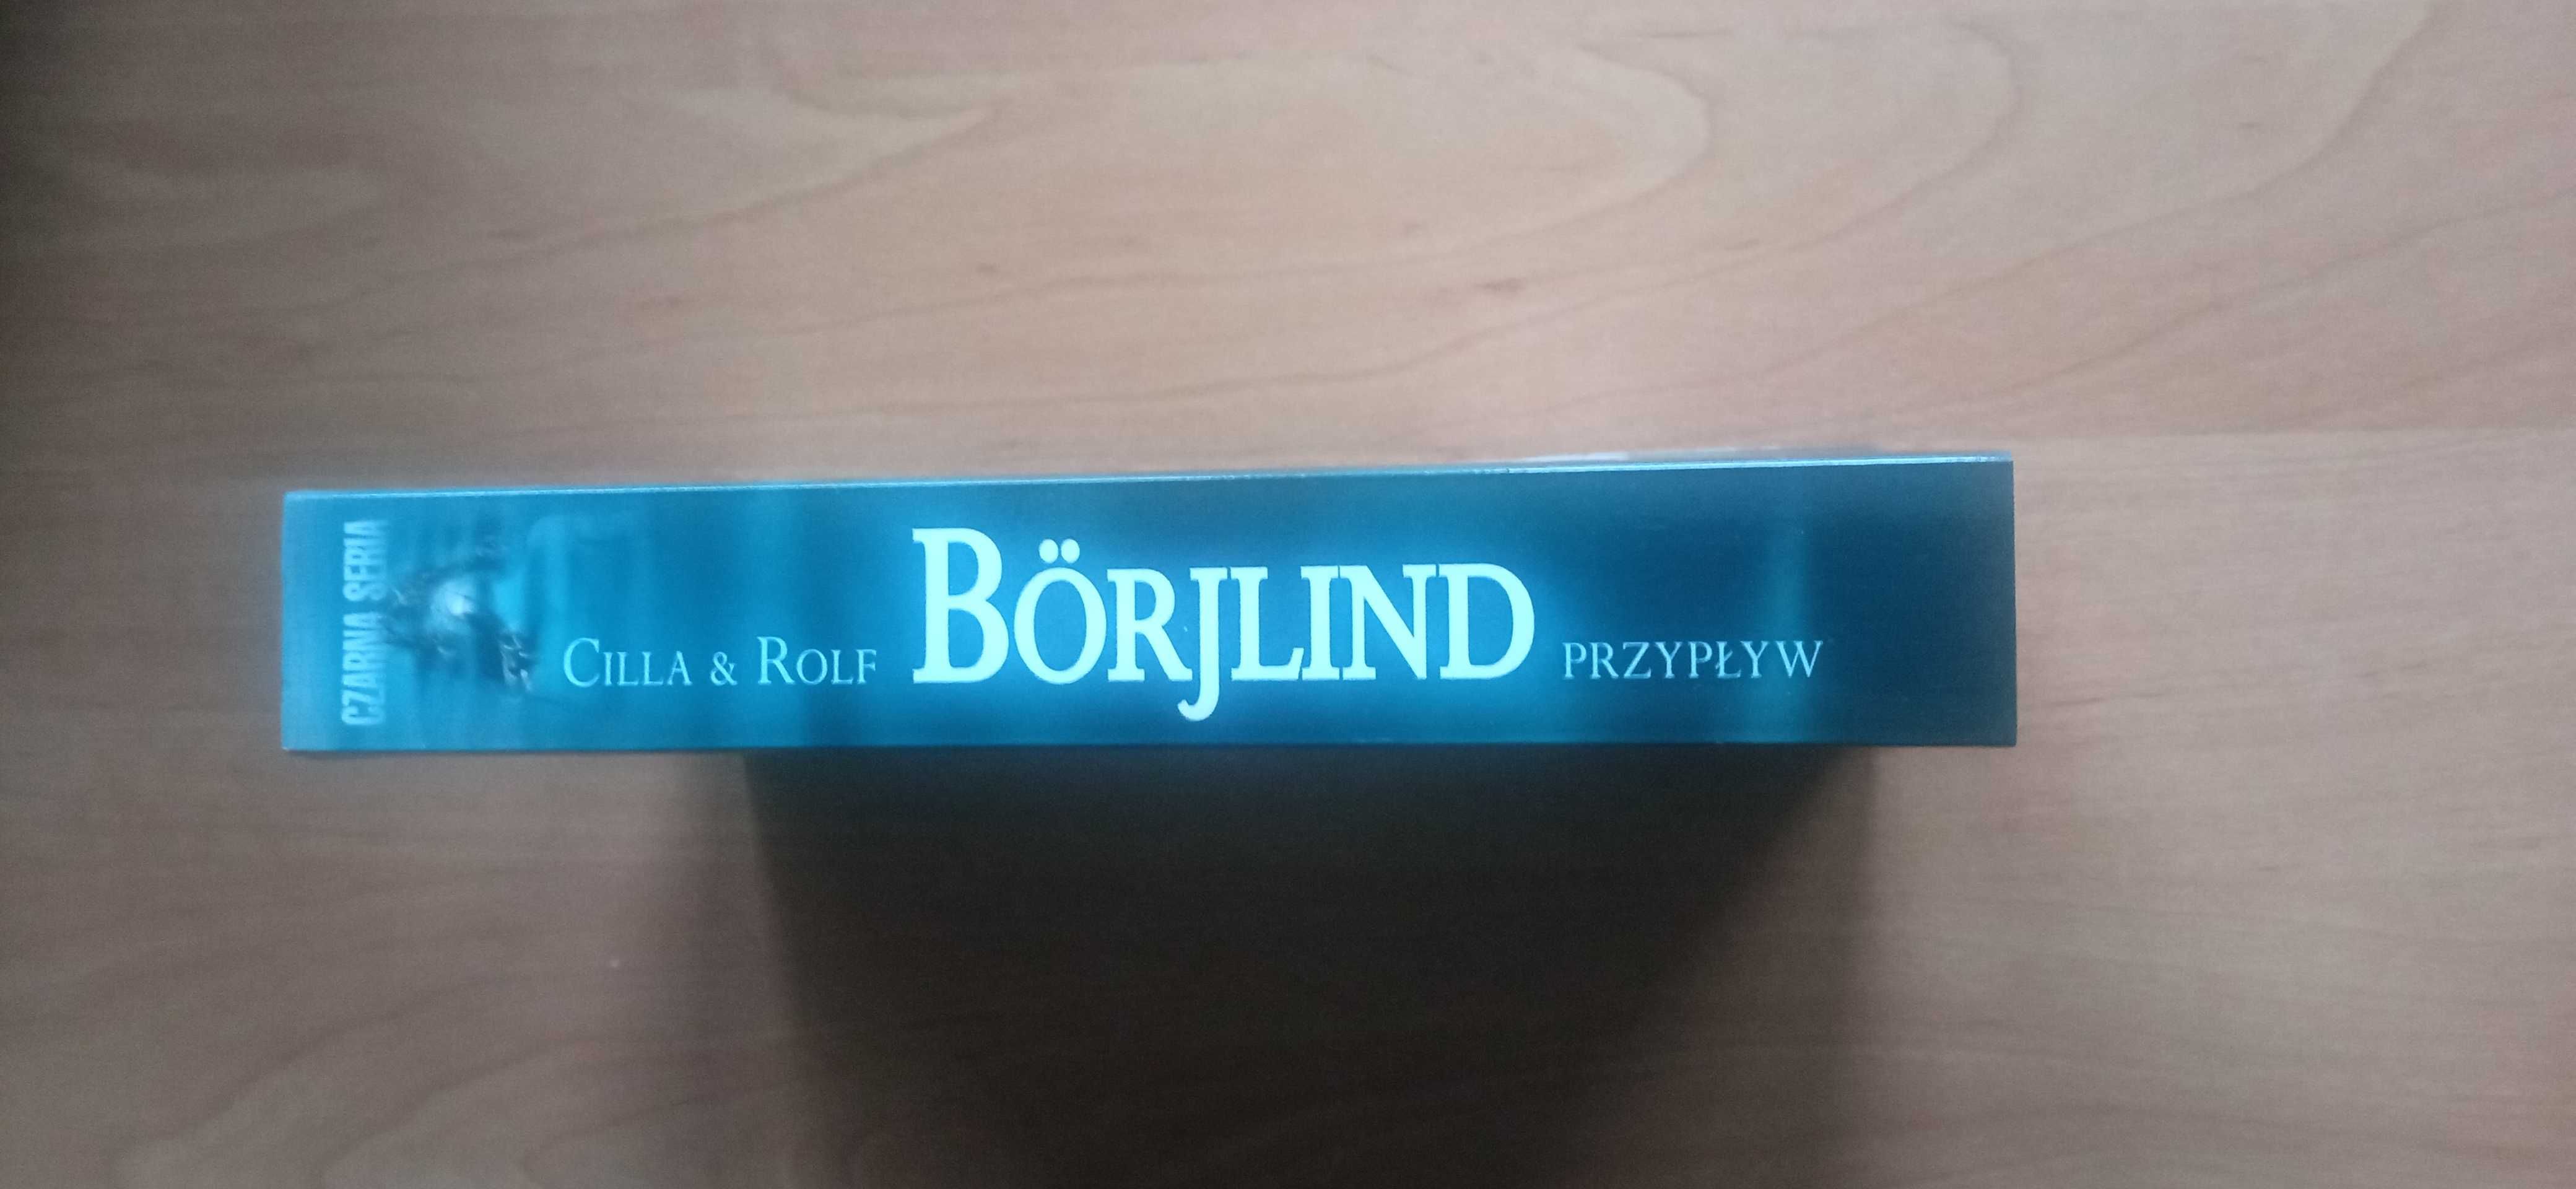 CZARNA SERIA
CILLA & ROLF BÖRJLIND PRZYPŁYW